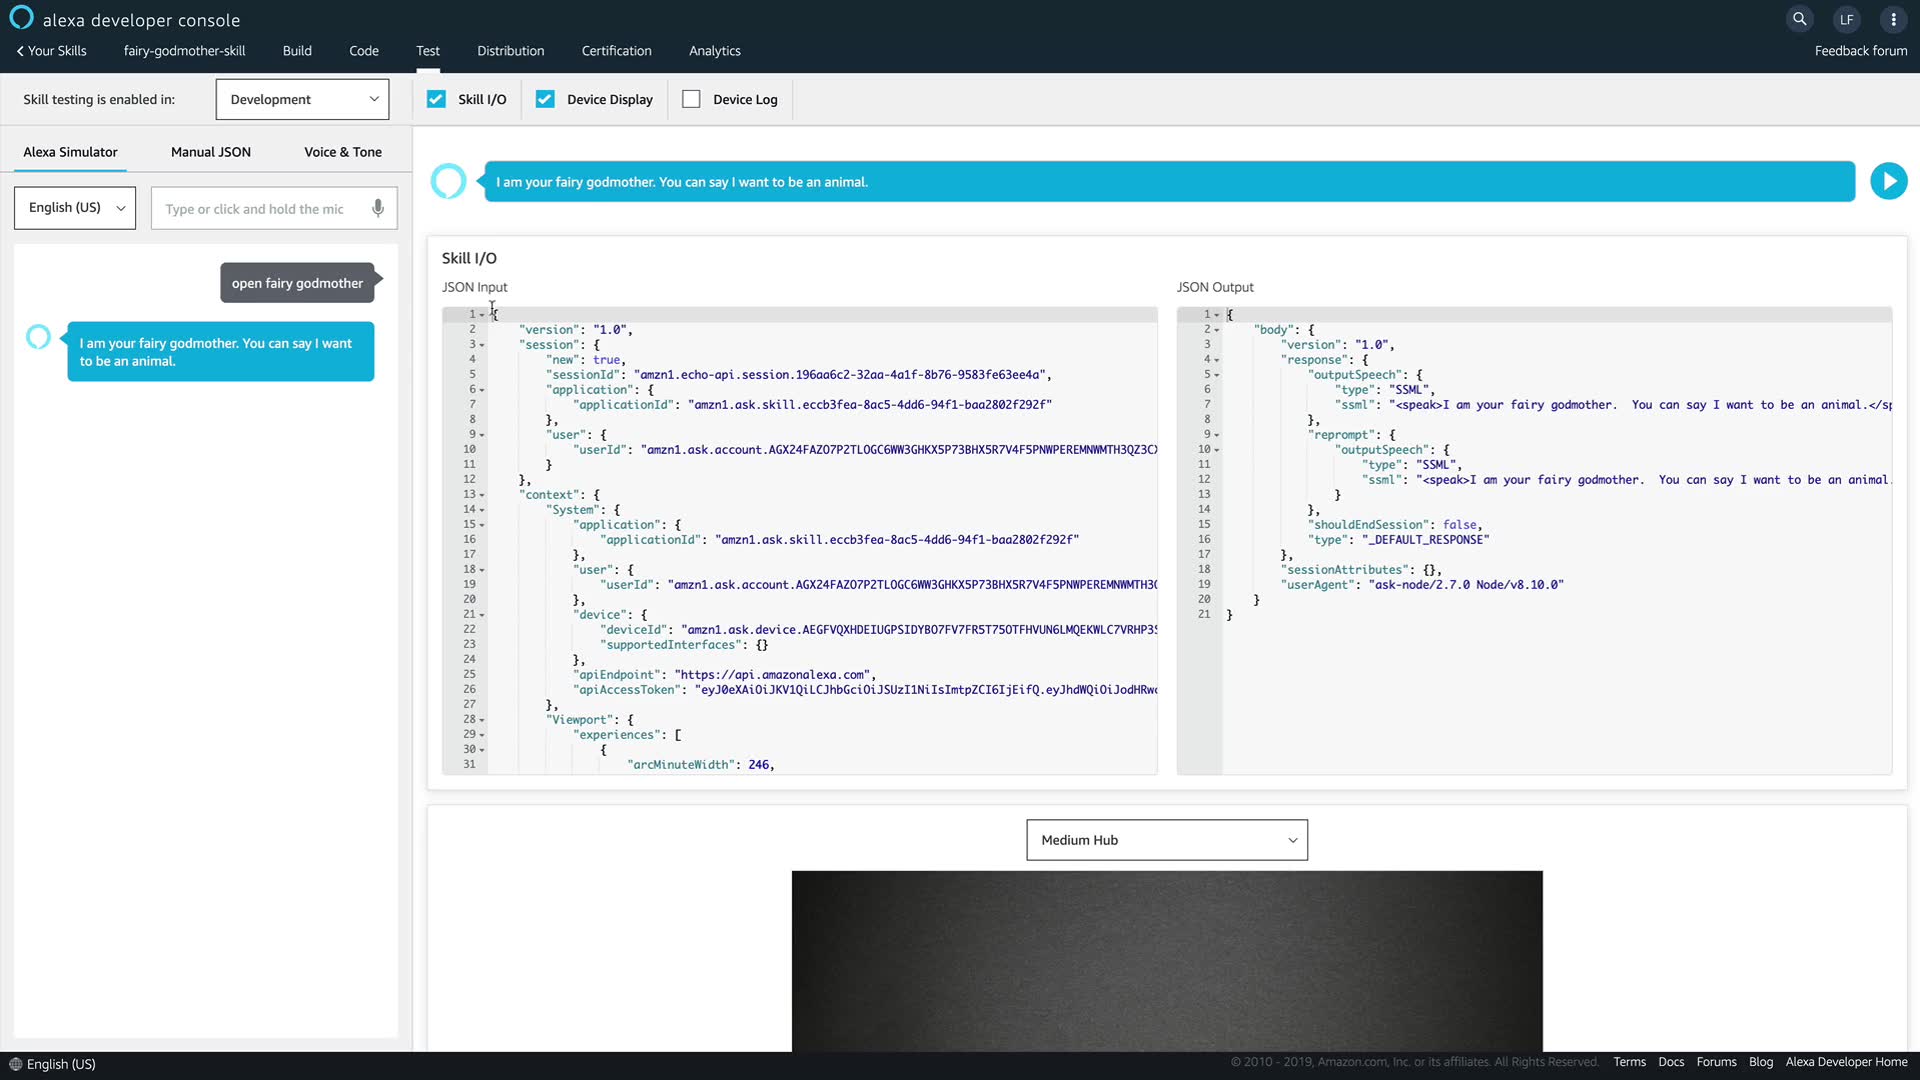 alexa developer console
LF
Your Skills
fairy-godmother-skill
Build
Code
Test
Distribution
Certification
Analytics
Feedback forum
Skill testing is enabled in:
Development
Skill I/O
Device Display
Device Log
Alexa Simulator
Manual JSON
Voice & Tone
English (US)
Type or click and hold the mic
open fairy godmother
I am your fairy godmother. You can say I want
to be an animal.
I am your fairy godmother. You can say I want to be an animal.
Skill I/O
JSON Input
1 {
2 "version": "1.0",
3 "session": {
4 "new": true,
5 "sessionId": "amzn1.echo-api.session.196aa6c2-32aa-4a1f-8b76-9583fe63ee4a",
6 "application": {
7 "applicationId": "amzn1.ask.skill.eccb3fea-8ac5-4dd6-94f1-baa2802f292f"
8 },
9 "user": {
10 "userId": "amzn1.ask.account.AGX24FAZO7P2TLOGC6WW3GHKX5P73BHX5R7V4F5PNWPEREMNWMTH3QZ3CX
11 }
12 },
13 "context": {
14 "System": {
15 "application": {
16 "applicationId": "amzn1.ask.skill.eccb3fea-8ac5-4dd6-94f1-baa2802f292f"
17 },
18 "user": {
19 "userId": "amzn1.ask.account.AGX24FAZO7P2TLOGC6WW3GHKX5P73BHX5R7V4F5PNWPEREMNWMTH3Q
20 },
21 "device": {
22 "deviceId": "amzn1.ask.device.AEGFVQXHDEIUGPSIDYBO7FV7FR5T75OTFHVUN6LMQEKWLC7VRHP3S
23 "supportedInterfaces": {}
24 },
25 "apiEndpoint": "https://api.amazonalexa.com",
26 "apiAccessToken": "eyJ0eXAiOiJKV1QiLCJhbGciOiJSUzI1NiIsImtpZCI6IjEifQ.eyJhdWQiOiJodHRwc
27 },
28 "Viewport": {
29 "experiences": [
30 {
31 "arcMinuteWidth": 246,
JSON Output
1 {
2 "body": {
3 "version": "1.0",
4 "response": {
5 "outputSpeech": {
6 "type": "SSML",
7 "ssml": "<speak>I am your fairy godmother.  You can say I want to be an animal.</sp
8 },
9 "reprompt": {
10 "outputSpeech": {
11 "type": "SSML",
12 "ssml": "<speak>I am your fairy godmother.  You can say I want to be an animal.
13 }
14 },
15 "shouldEndSession": false,
16 "type": "_DEFAULT_RESPONSE"
17 },
18 "sessionAttributes": {},
19 "userAgent": "ask-node/2.7.0 Node/v8.10.0"
20 }
21 }
Medium Hub
English (US)
© 2010 - 2019, Amazon.com, Inc. or its affiliates. All Rights Reserved.
Terms
Docs
Forums
Blog
Alexa Developer Home